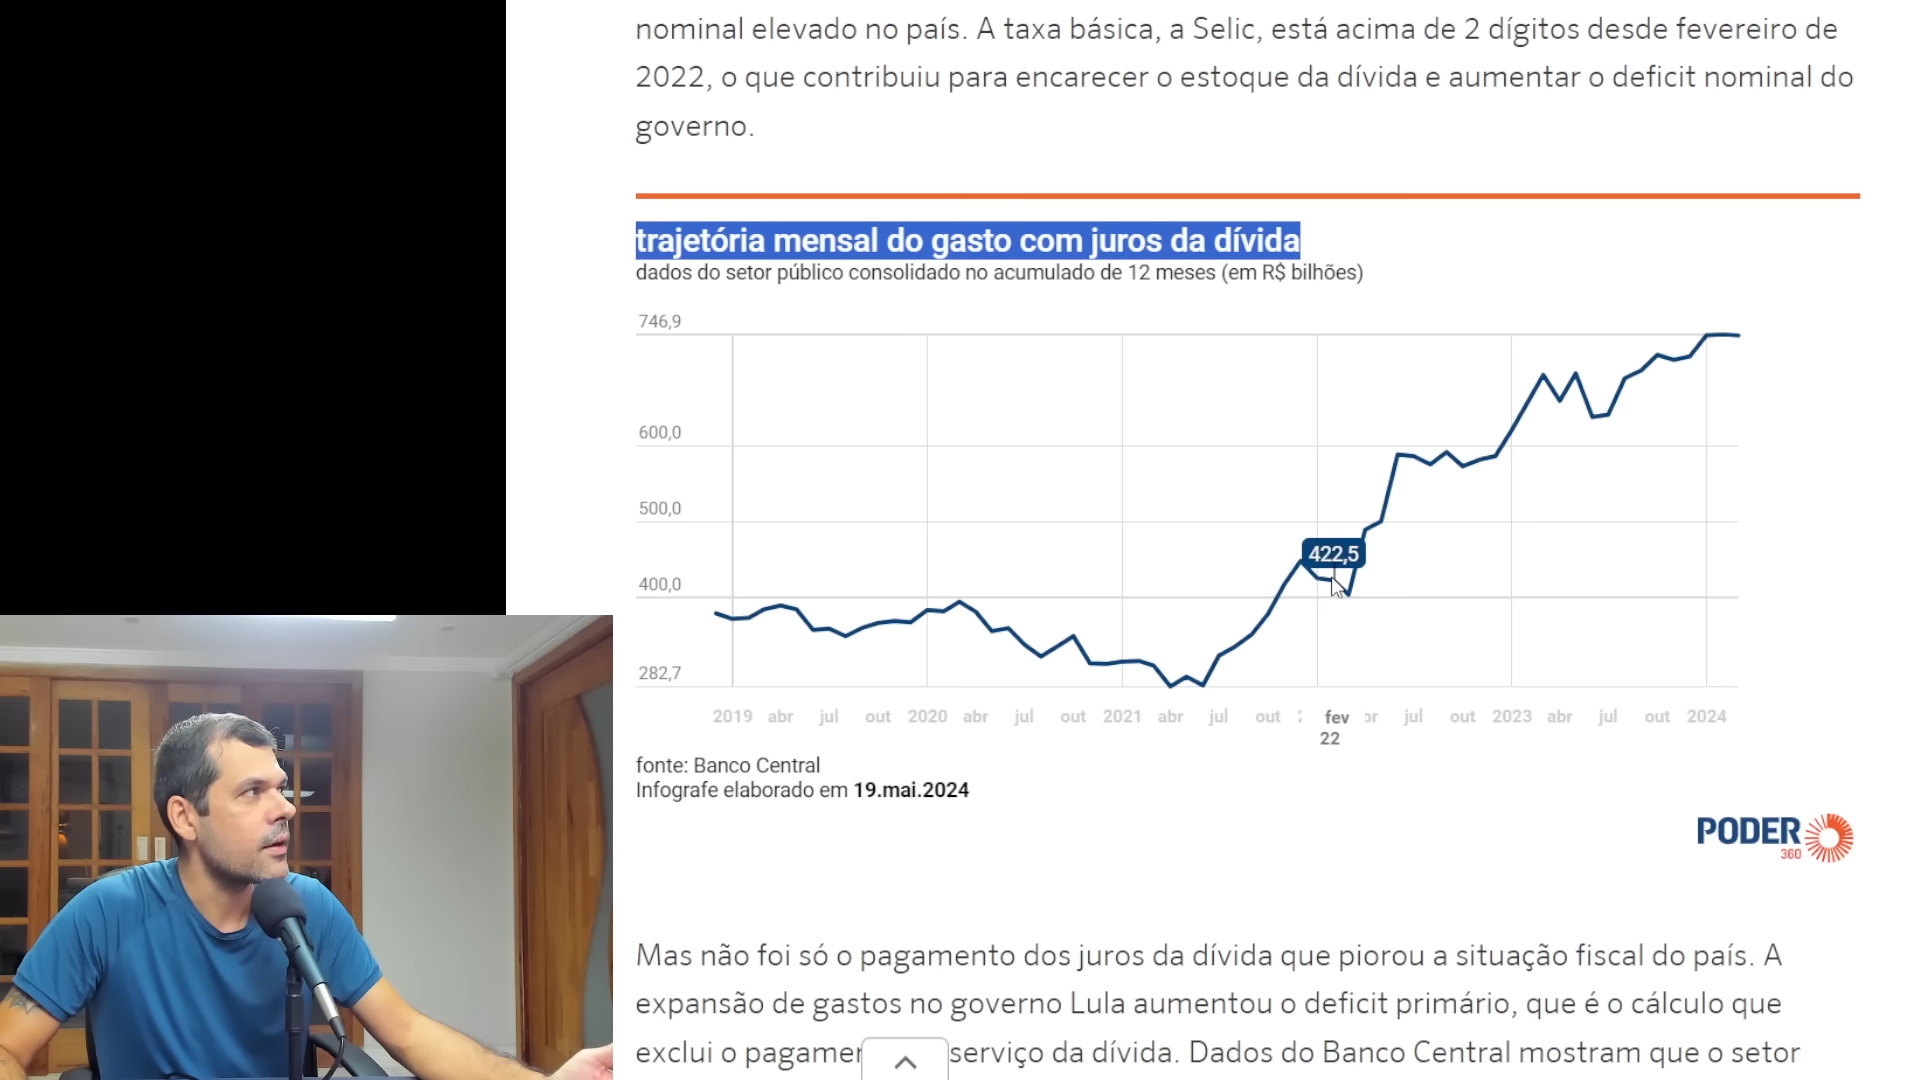 nominal elevado no país. A taxa básica, a Selic, está acima de 2 dígitos desde fevereiro de
2022, o que contribuiu para encarecer o estoque da dívida e aumentar o deficit nominal do
governo.
trajetória mensal do gasto com juros da dívida
dados do setor público consolidado no acumulado de 12 meses (em R$ bilhões)
746,9
600,0
500,0
422,5
400,0
282,7
2019 abr jul out 2020 abr jul out 2021 abr jul out fev jul out 2023 abr jul out 2024
22
fonte: Banco Central
Infografe elaborado em 19.mai.2024
PODER
360
Mas não foi só o pagamento dos juros da dívida que piorou a situação fiscal do país. A
expansão de gastos no governo Lula aumentou o deficit primário, que é o cálculo que
exclui o pagamen serviço da dívida. Dados do Banco Central mostram que o setor